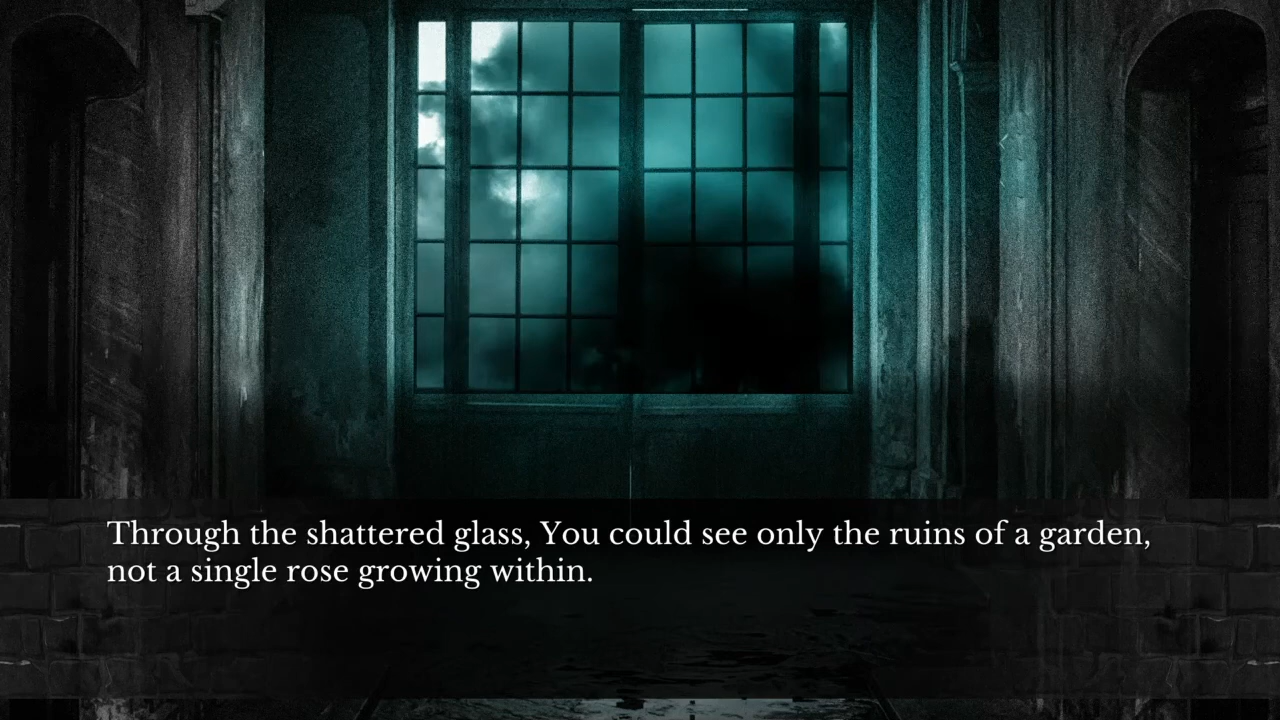 Through the shattered glass, You could see only the ruins of a garden,
not a single rose growing within.